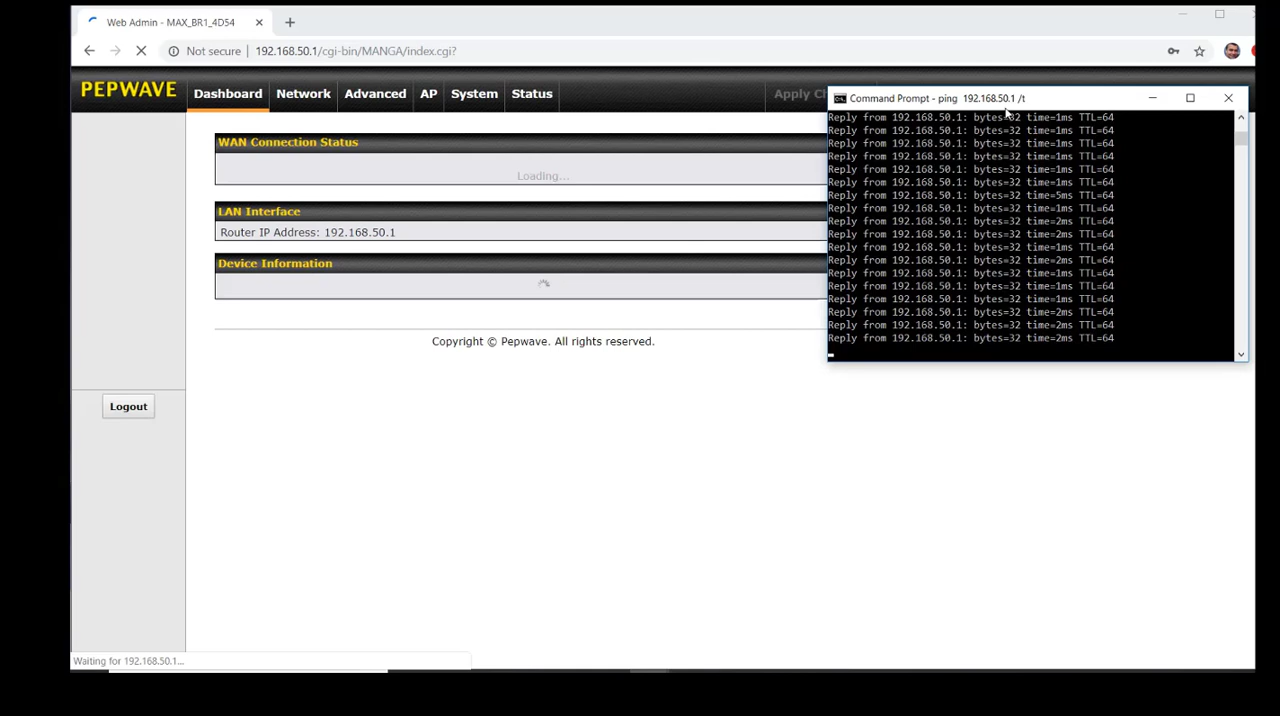 Web Admin - MAX_BR1_4D54
Not secure 192.168.50.1/cgi-bin/MANGA/index.cgi?
PEPWAVE Dashboard Network Advanced AP System Status Apply
Command Prompt - ping 192.168.50.1 /t
Reply from 192.168.50.1: bytes=32 time=1ms TTL=64
Reply from 192.168.50.1: bytes=32 time=1ms TTL=64
Reply from 192.168.50.1: bytes=32 time=1ms TTL=64
Reply from 192.168.50.1: bytes=32 time=1ms TTL=64
Reply from 192.168.50.1: bytes=32 time=1ms TTL=64
Reply from 192.168.50.1: bytes=32 time=1ms TTL=64
Reply from 192.168.50.1: bytes=32 time=5ms TTL=64
Reply from 192.168.50.1: bytes=32 time=1ms TTL=64
Reply from 192.168.50.1: bytes=32 time=2ms TTL=64
Reply from 192.168.50.1: bytes=32 time=2ms TTL=64
Reply from 192.168.50.1: bytes=32 time=1ms TTL=64
Reply from 192.168.50.1: bytes=32 time=2ms TTL=64
Reply from 192.168.50.1: bytes=32 time=1ms TTL=64
Reply from 192.168.50.1: bytes=32 time=1ms TTL=64
Reply from 192.168.50.1: bytes=32 time=1ms TTL=64
Reply from 192.168.50.1: bytes=32 time=2ms TTL=64
Reply from 192.168.50.1: bytes=32 time=2ms TTL=64
Reply from 192.168.50.1: bytes=32 time=2ms TTL=64
WAN Connection Status
Loading...
LAN Interface
Router IP Address: 192.168.50.1
Device Information
Copyright © Pepwave. All rights reserved.
Logout
Waiting for 192.168.50.1...